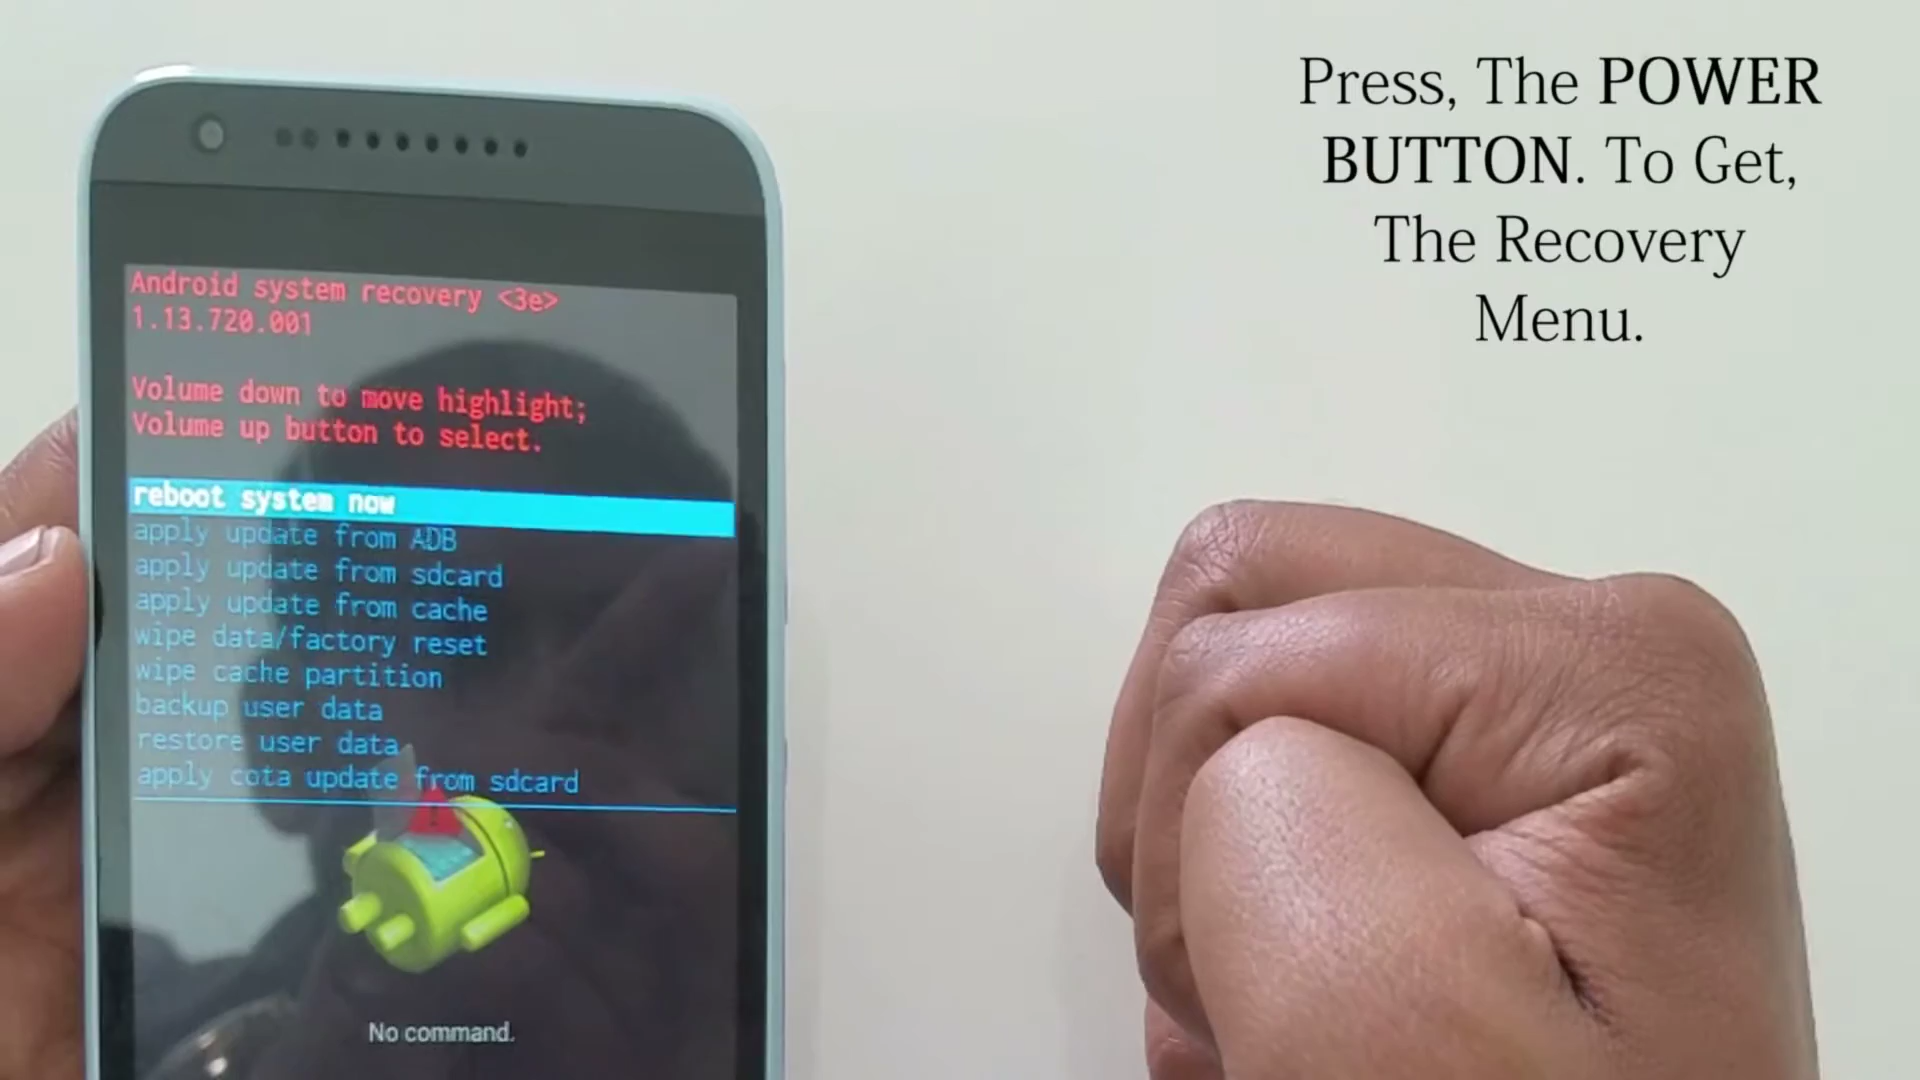 Press, The POWER
BUTTON. To Get,
The Recovery
Menu.
Android system recovery <3e>
1.13.720.001
Volume down to move highlight;
Volume up button to select.
reboot system now
apply update from ADB
apply update from sdcard
apply update from cache
wipe data/factory reset
wipe cache partition
backup user data
restore user data
apply cota update from sdcard
No command.